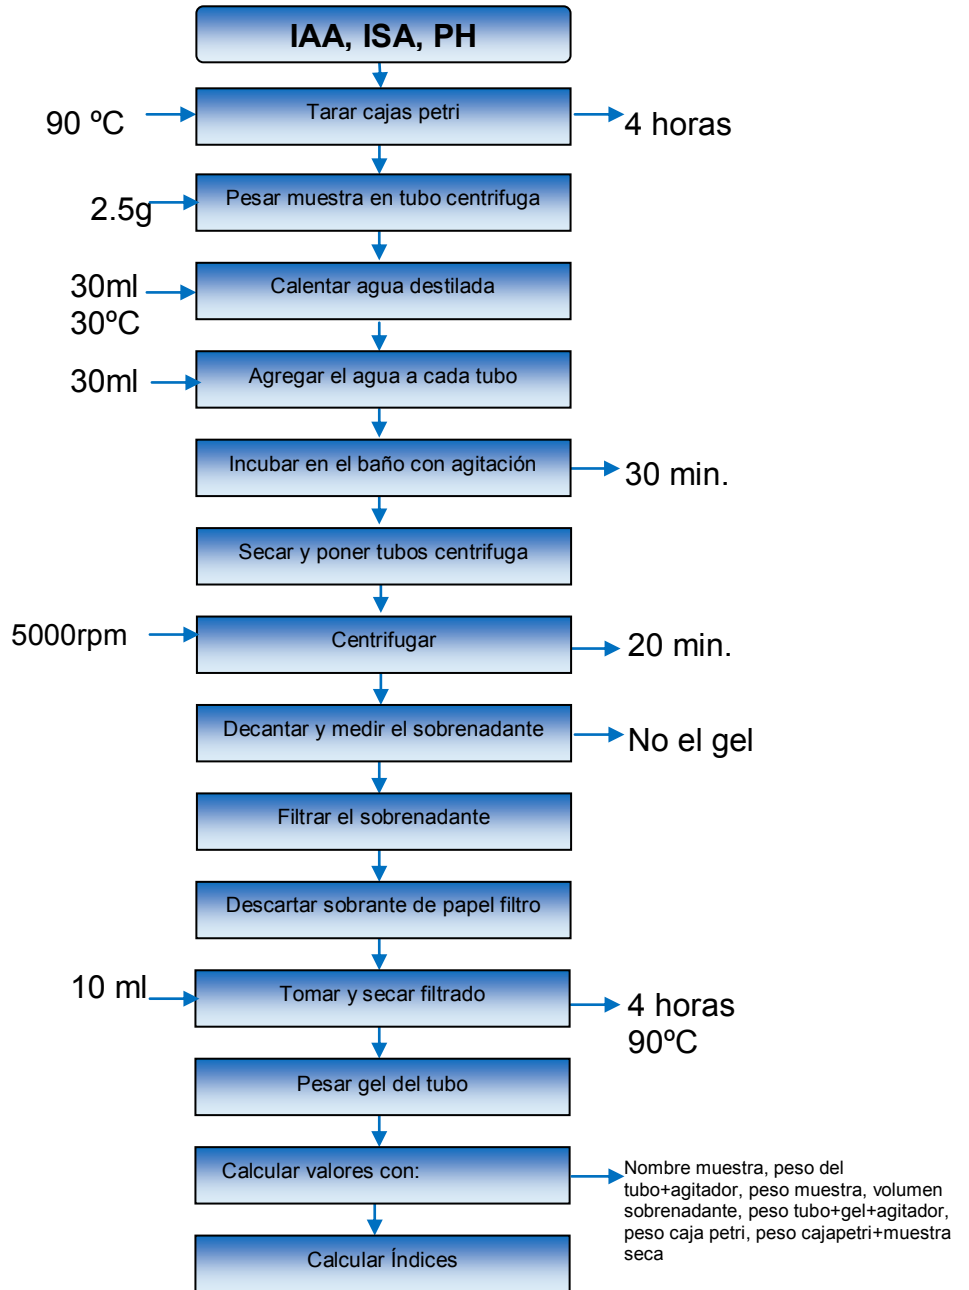 IAA, ISA, PH
90 ºC
Tarar cajas petri
4 horas
2.5g
Pesar muestra en tubo centrifuga
30ml
30ºC
Calentar agua destilada
30ml
Agregar el agua a cada tubo
Incubar en el baño con agitación
30 min.
Secar y poner tubos centrifuga
5000rpm
Centrifugar
20 min.
Decantar y medir el sobrenadante
No el gel
Filtrar el sobrenadante
Descartar sobrante de papel filtro
10 ml
Tomar y secar filtrado
4 horas
90ºC
Pesar gel del tubo
Calcular valores con:
Nombre muestra, peso del
tubo+agitador, peso muestra, volumen
sobrenadante, peso tubo+gel+agitador,
peso caja petri, peso cajapetri+muestra
seca
Calcular Índices